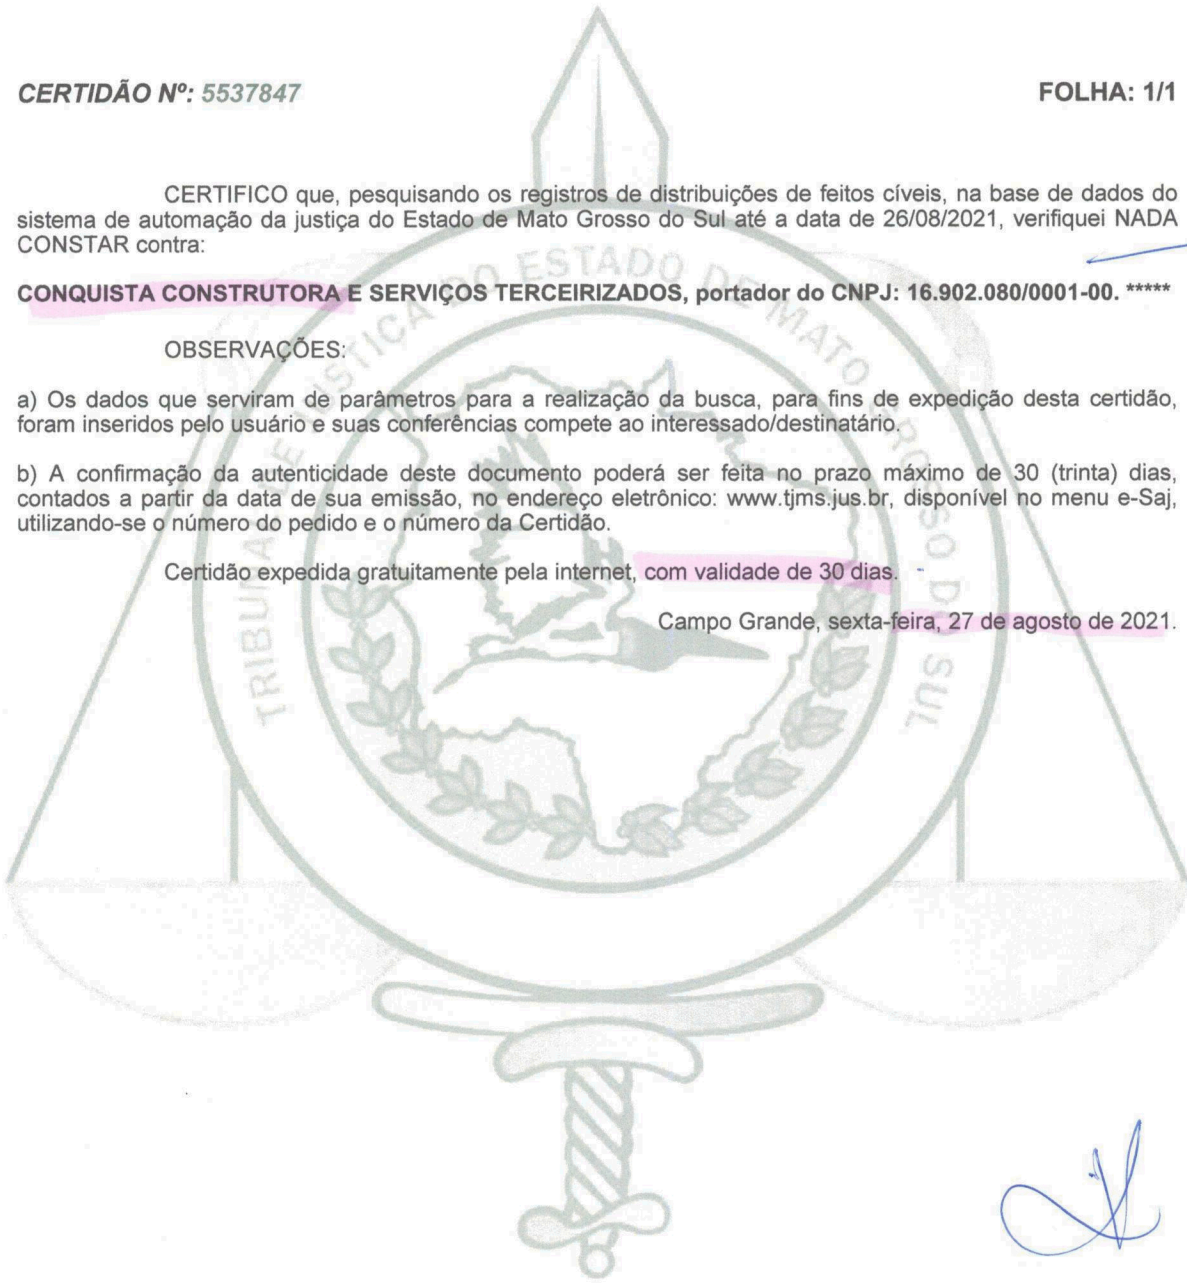 CERTIDÃO Nº: 5537847
FOLHA: 1/1
CERTIFICO que, pesquisando os registros de distribuições de feitos cíveis, na base de dados do
sistema de automação da justiça do Estado de Mato Grosso do Sul até a data de 26/08/2021, verifiquei NADA
CONSTAR contra:
CONQUISTA CONSTRUTORA E SERVIÇOS TERCEIRIZADOS, portador do CNPJ: 16.902.080/0001-00. *****
OBSERVAÇÕES:
a) Os dados que serviram de parâmetros para a realização da busca, para fins de expedição desta certidão,
foram inseridos pelo usuário e suas conferências compete ao interessado/destinatário.
b) A confirmação da autenticidade deste documento poderá ser feita no prazo máximo de 30 (trinta) dias,
contados a partir da data de sua emissão, no endereço eletrônico: www.tjms.jus.br, disponível no menu e-Saj,
utilizando-se o número do pedido e o número da Certidão.
Certidão expedida gratuitamente pela internet, com validade de 30 dias.
Campo Grande, sexta-feira, 27 de agosto de 2021.
TRIBUNAL DE JUSTIÇA DO ESTADO DE MATO GROSSO DO SUL